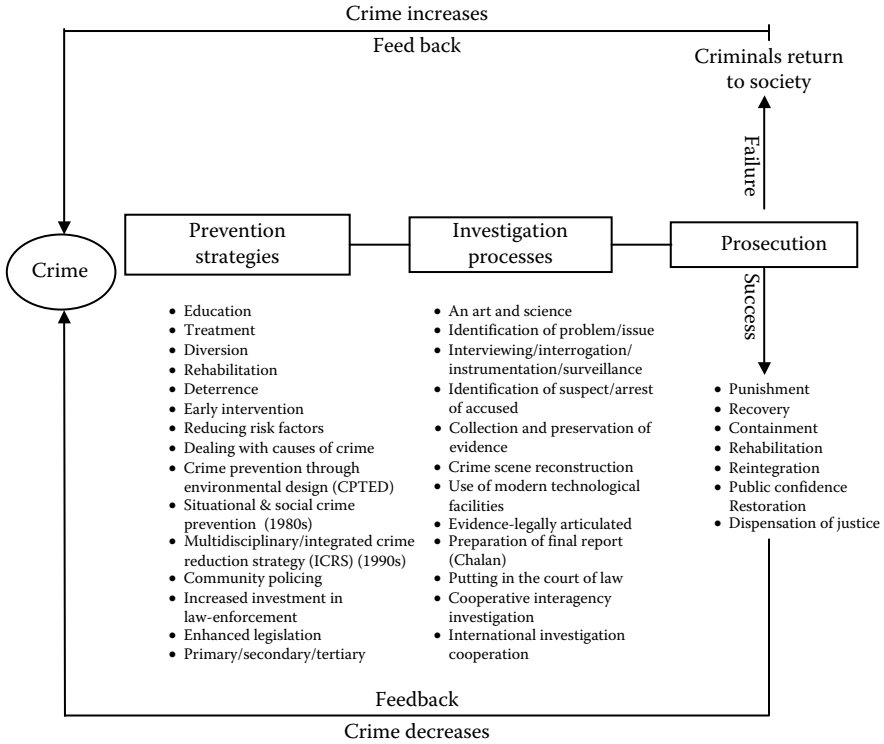 Crime increases
Feed back
Criminals return
to society
Failure
Crime
Prevention
strategies
Investigation
processes
Prosecution
Success
• Education
• Treatment
• Diversion
• Rehabilitation
• Deterrence
• Early intervention
• Reducing risk factors
• Dealing with causes of crime
• Crime prevention through
environmental design (CPTED)
• Situational & social crime
prevention (1980s)
• Multidisciplinary/integrated crime
reduction strategy (ICRS) (1990s)
• Community policing
• Increased investment in
law-enforcement
• Enhanced legislation
• Primary/secondary/tertiary
• An art and science
• Identification of problem/issue
• Interviewing/interrogation/
instrumentation/surveillance
• Identification of suspect/arrest
of accused
• Collection and preservation of
evidence
• Crime scene reconstruction
• Use of modern technological
facilities
• Evidence-legally articulated
• Preparation of final report
(Chalan)
• Putting in the court of law
• Cooperative interagency
investigation
• International investigation
cooperation
• Punishment
• Recovery
• Containment
• Rehabilitation
• Reintegration
• Public confidence
Restoration
• Dispensation of justice
Feedback
Crime decreases